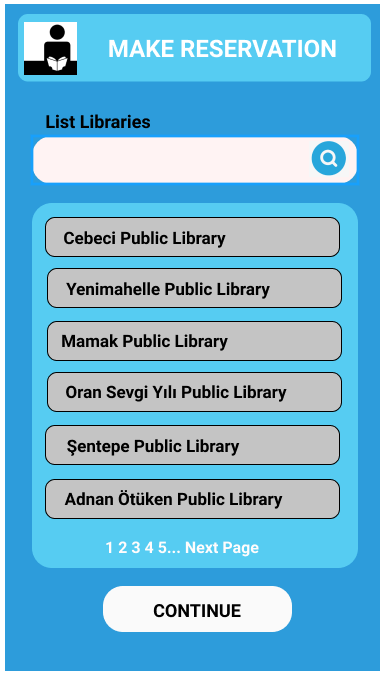 MAKE RESERVATION
List Libraries
Cebeci Public Library
Yenimahelle Public Library
Mamak Public Library
Oran Sevgi Yılı Public Library
Şentepe Public Library
Adnan Ötüken Public Library
1 2 3 4 5... Next Page
CONTINUE